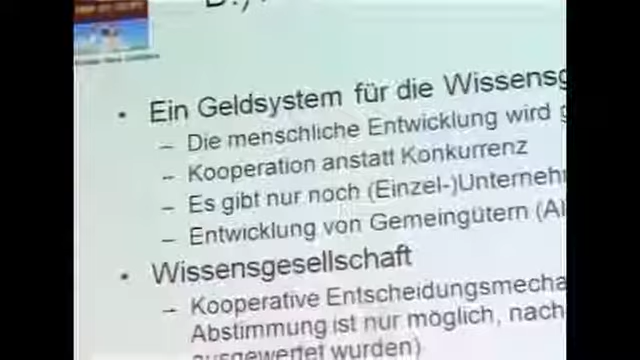 • Ein Geldsystem für die Wissensg
– Die menschliche Entwicklung wird g
– Kooperation anstatt Konkurrenz
– Es gibt nur noch (Einzel-)Unternehm
– Entwicklung von Gemeingütern (Al
• Wissensgesellschaft
– Kooperative Entscheidungsmecha
Abstimmung ist nur möglich, nach
ausgewertet wurden)